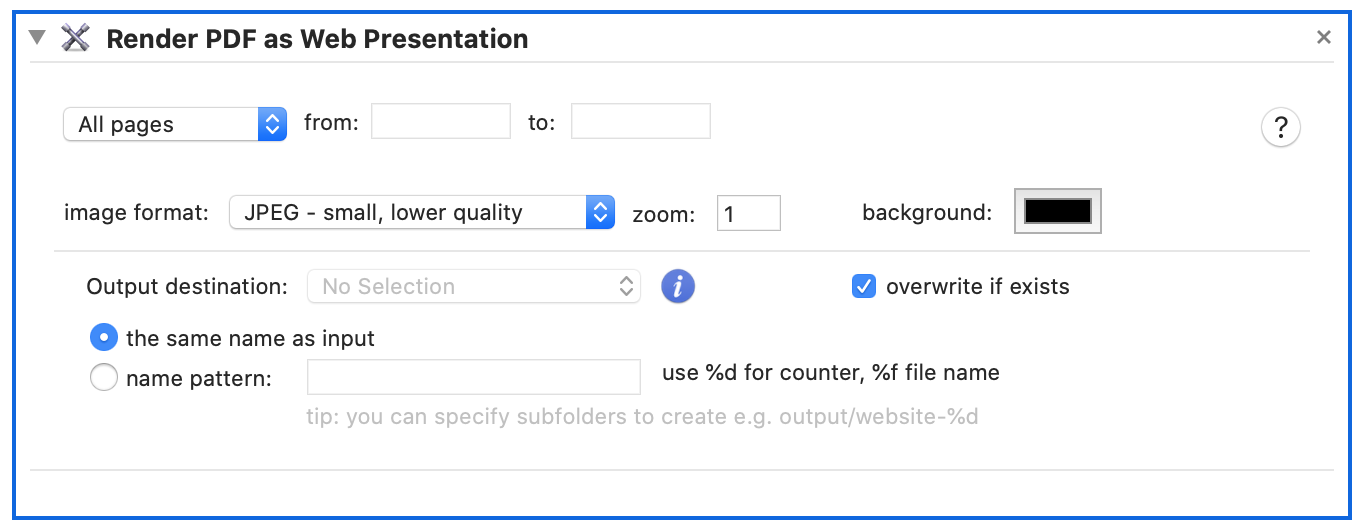 Render PDF as Web Presentation
All pages from: to: ?
image format: JPEG - small, lower quality zoom: 1 background:
Output destination: No Selection i overwrite if exists
the same name as input
name pattern: use %d for counter, %f file name
tip: you can specify subfolders to create e.g. output/website-%d